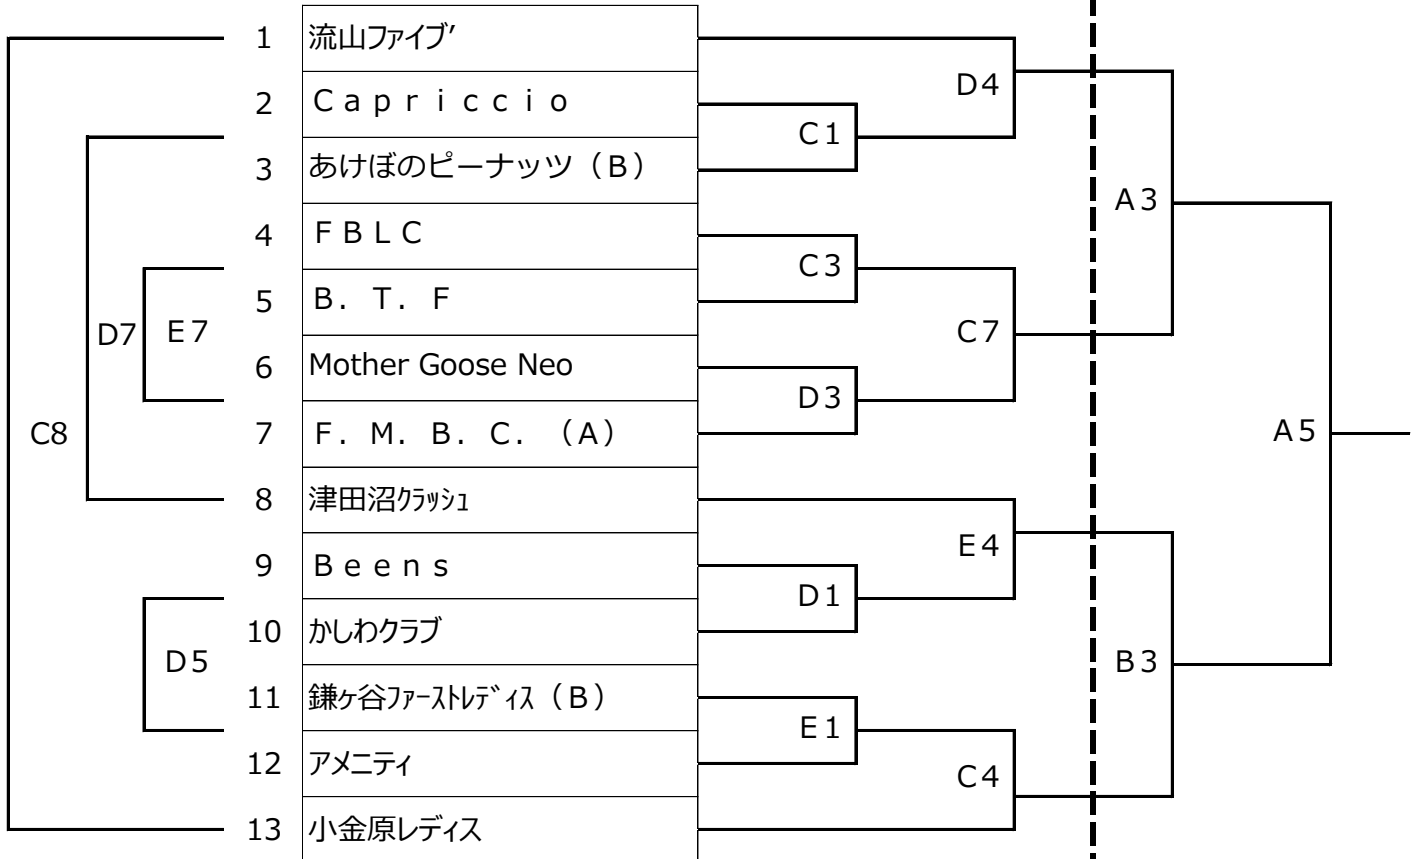 1 流山ファイブ’
D4
2 Ｃａｐｒｉｃｃｉｏ
C1
3 あけぼのピーナッツ（Ｂ）
A3
4 ＦＢＬＣ
C3
5 Ｂ．Ｔ．Ｆ
D7 E7
C7
6 Mother Goose Neo
D3
7 Ｆ．Ｍ．Ｂ．Ｃ．（Ａ）
C8
A5
8 津田沼ｸﾗｯｼｭ
E4
9 Ｂｅｅｎｓ
D1
10 かしわクラブ
D5
B3
11 鎌ヶ谷ﾌｧｰｽﾄﾚﾃﾞｨｽ（Ｂ）
E1
12 アメニティ
C4
13 小金原レディス